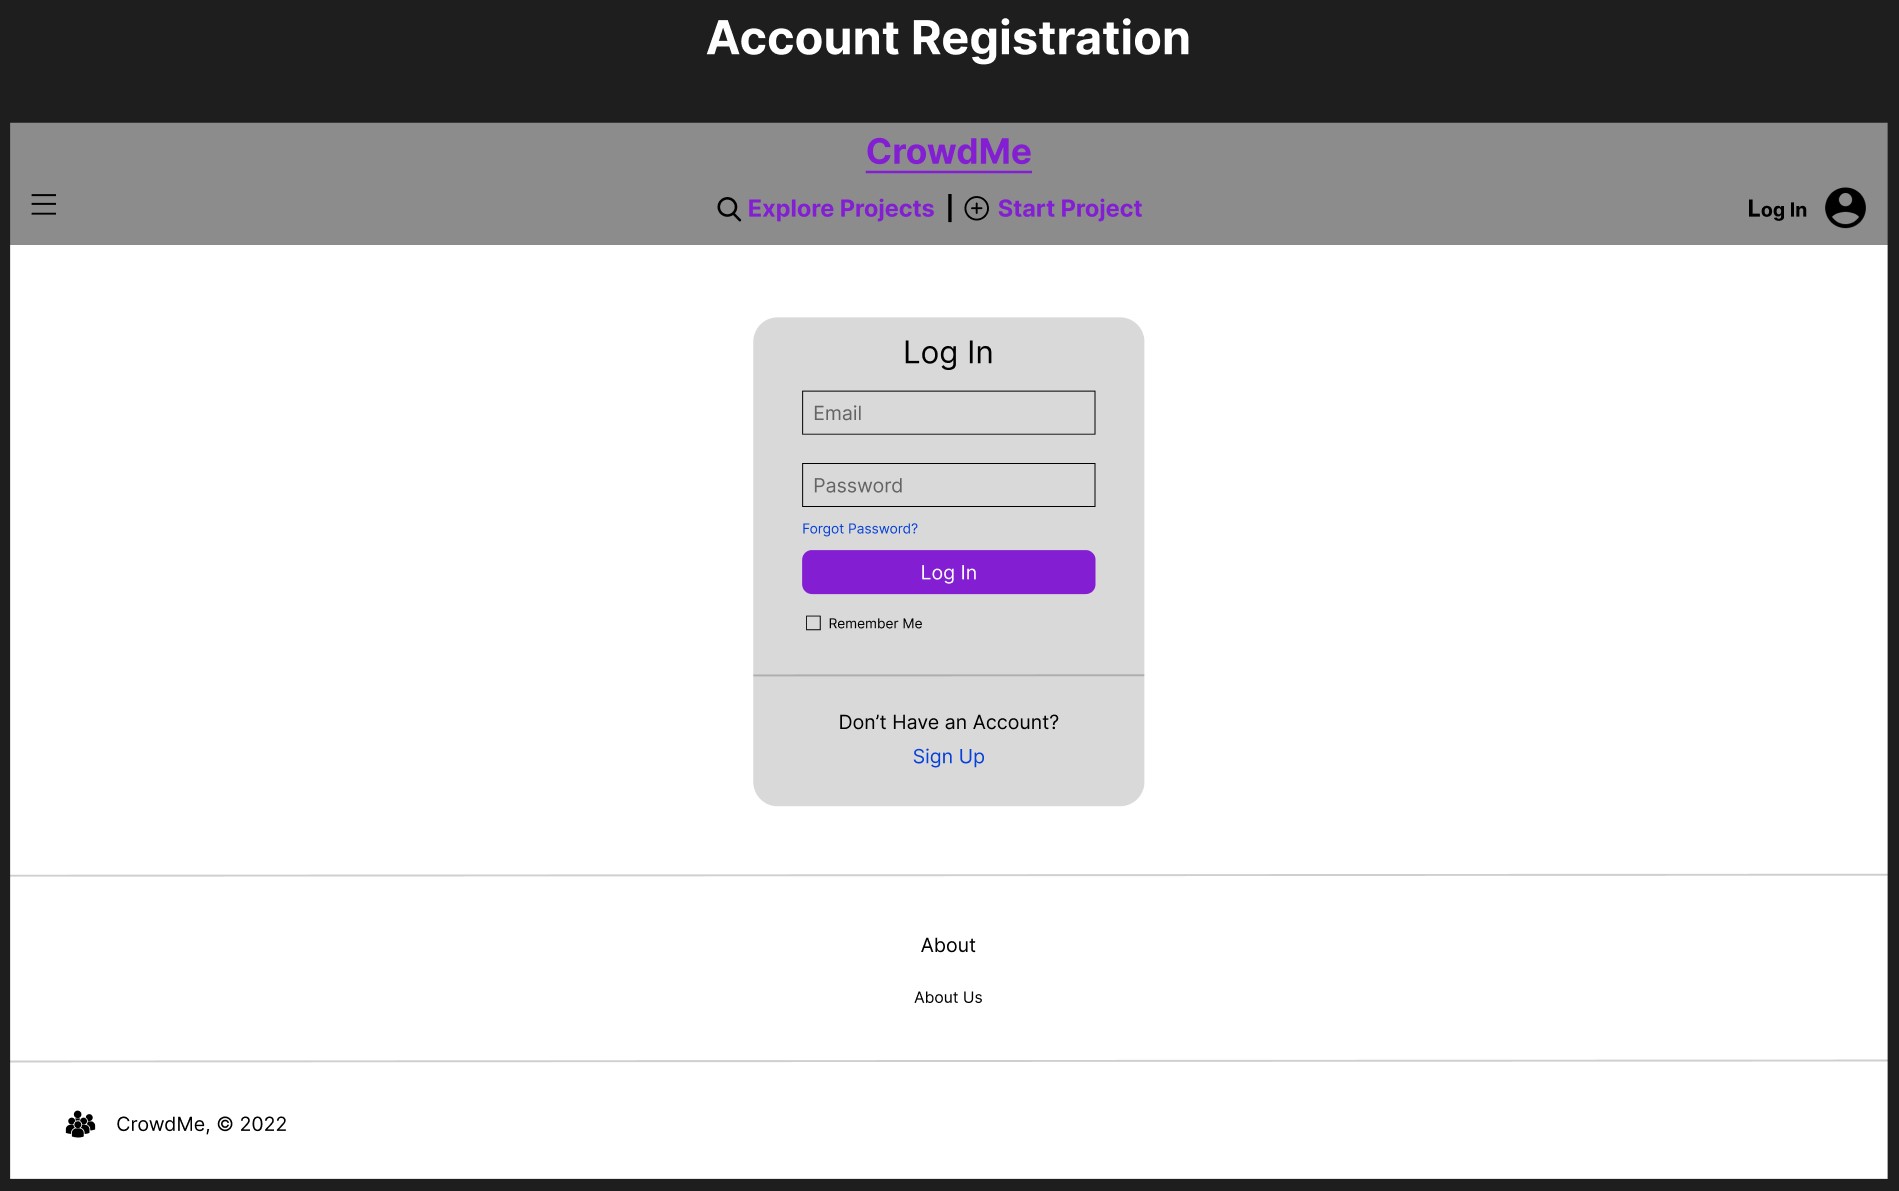 Account Registration
CrowdMe
Explore Projects | Start Project
Log In
Log In
Email
Password
Forgot Password?
Log In
Remember Me
Don’t Have an Account?
Sign Up
About
About Us
CrowdMe, © 2022